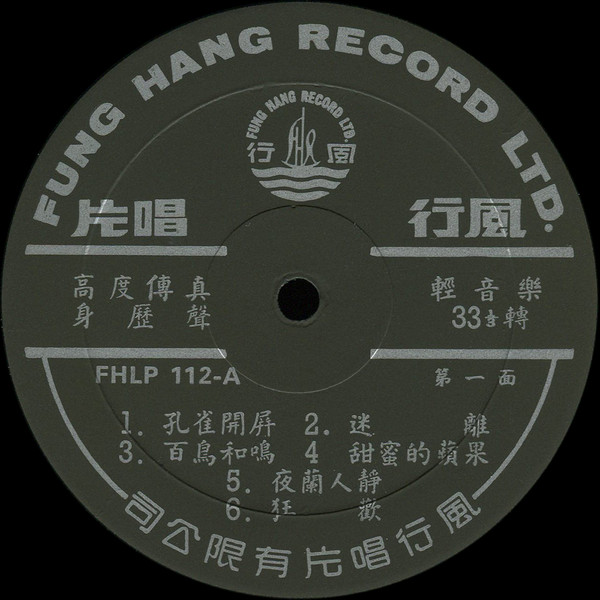 FUNG HANG RECORD LTD.
FUNG HANG RECORD LTD.
行 FHR 風
片唱 行風
高度傳真 輕音樂
身歷聲 33⅓轉
FHLP 112-A 第一面
1. 孔雀開屏 2. 迷離
3. 百鳥和鳴 4 甜蜜的蘋果
5. 夜蘭人靜
6. 狂歡
司公限有片唱行風